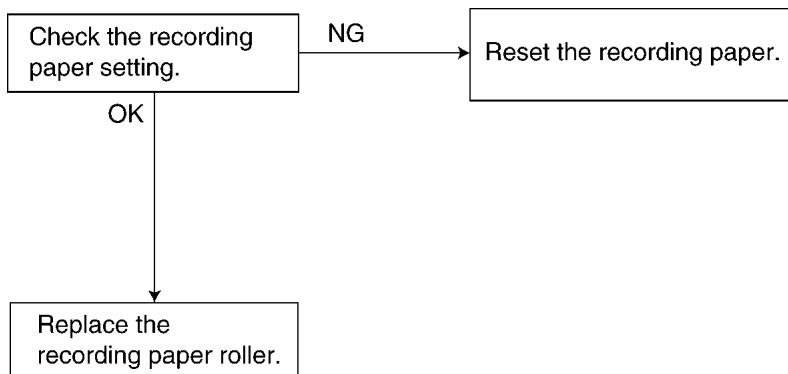 Check the recording
paper setting.
NG
Reset the recording paper.
OK
Replace the
recording paper roller.